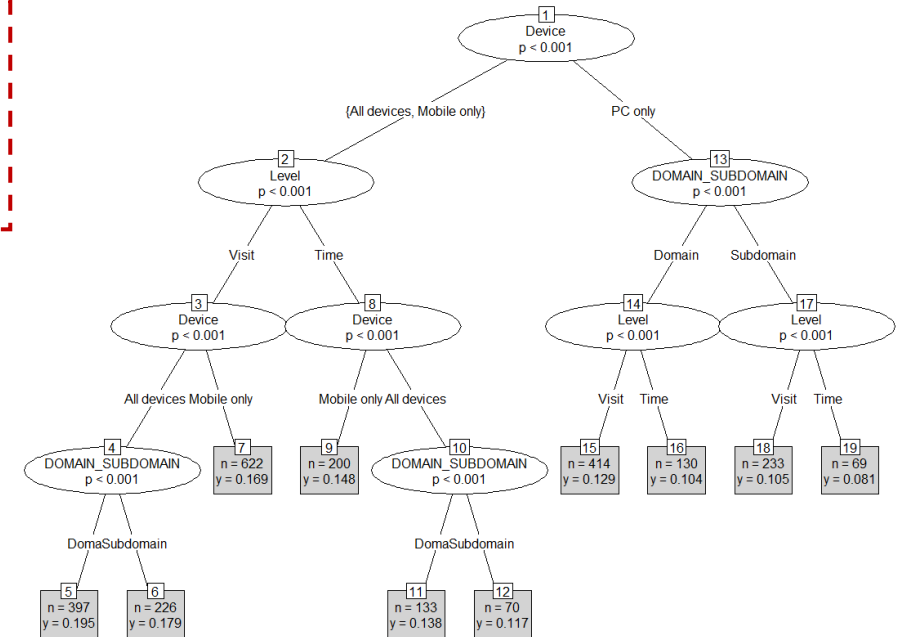 1
Device
p < 0.001
{All devices, Mobile only}
PC only
2
Level
p < 0.001
13
DOMAIN_SUBDOMAIN
p < 0.001
Visit
Time
Domain
Subdomain
3
Device
p < 0.001
8
Device
p < 0.001
14
Level
p < 0.001
17
Level
p < 0.001
All devices
Mobile only
Mobile only
All devices
Visit
Time
Visit
Time
4
DOMAIN_SUBDOMAIN
p < 0.001
7
n = 622
y = 0.169
9
n = 200
y = 0.148
10
DOMAIN_SUBDOMAIN
p < 0.001
15
n = 414
y = 0.129
16
n = 130
y = 0.104
18
n = 233
y = 0.105
19
n = 69
y = 0.081
DomaSubdomain
DomaSubdomain
5
n = 397
y = 0.195
6
n = 226
y = 0.179
11
n = 133
y = 0.138
12
n = 70
y = 0.117